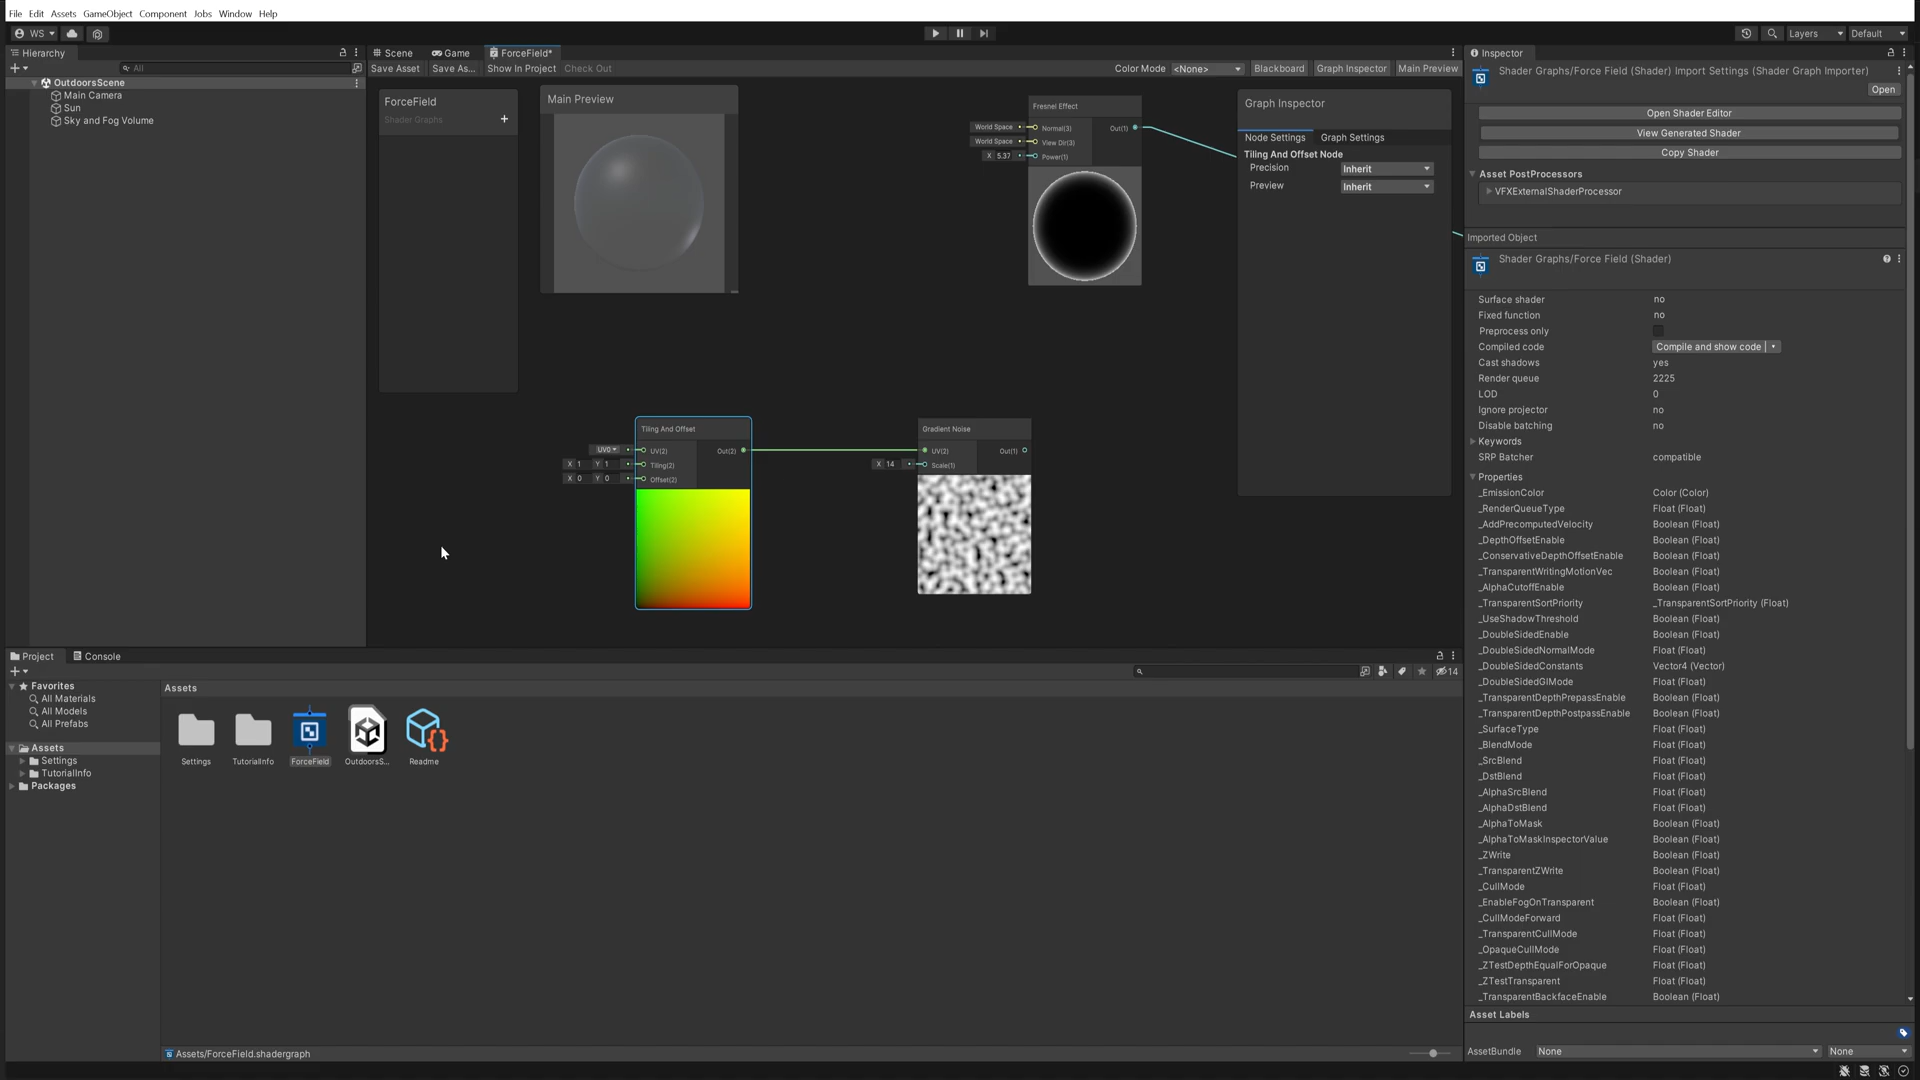 File Edit Assets GameObject Component Jobs Window Help
WS
Layers Default
Hierarchy
All
OutdoorsScene
Main Camera
Sun
Sky and Fog Volume
Scene Game ForceField*
Save Asset Save As... Show In Project Check Out
Color Mode <None> Blackboard Graph Inspector Main Preview
ForceField
Shader Graphs
Main Preview
Fresnel Effect
World Space Normal(3) Out(1)
World Space View Dir(3)
X 5.37 Power(1)
Graph Inspector
Node Settings Graph Settings
Tiling And Offset Node
Precision Inherit
Preview Inherit
Tiling And Offset
UV0 UV(2) Out(2)
X 1 Y 1 Tiling(2)
X 0 Y 0 Offset(2)
Gradient Noise
UV(2) Out(1)
X 14 Scale(1)
Inspector
Shader Graphs/Force Field (Shader) Import Settings (Shader Graph Importer)
Open
Open Shader Editor
View Generated Shader
Copy Shader
Asset PostProcessors
VFXExternalShaderProcessor
Imported Object
Shader Graphs/Force Field (Shader)
Surface shader no
Fixed function no
Preprocess only
Compiled code Compile and show code
Cast shadows yes
Render queue 2225
LOD 0
Ignore projector no
Disable batching no
Keywords
SRP Batcher compatible
Properties
_EmissionColor Color (Color)
_RenderQueueType Float (Float)
_AddPrecomputedVelocity Boolean (Float)
_DepthOffsetEnable Boolean (Float)
_ConservativeDepthOffsetEnable Boolean (Float)
_TransparentWritingMotionVec Boolean (Float)
_AlphaCutoffEnable Boolean (Float)
_TransparentSortPriority _TransparentSortPriority (Float)
_UseShadowThreshold Boolean (Float)
_DoubleSidedEnable Boolean (Float)
_DoubleSidedNormalMode Float (Float)
_DoubleSidedConstants Vector4 (Vector)
_DoubleSidedGIMode Float (Float)
_TransparentDepthPrepassEnable Boolean (Float)
_TransparentDepthPostpassEnable Boolean (Float)
_SurfaceType Float (Float)
_BlendMode Float (Float)
_SrcBlend Float (Float)
_DstBlend Float (Float)
_AlphaSrcBlend Float (Float)
_AlphaDstBlend Float (Float)
_AlphaToMask Boolean (Float)
_AlphaToMaskInspectorValue Boolean (Float)
_ZWrite Boolean (Float)
_TransparentZWrite Boolean (Float)
_CullMode Float (Float)
_EnableFogOnTransparent Boolean (Float)
_CullModeForward Float (Float)
_TransparentCullMode Float (Float)
_OpaqueCullMode Float (Float)
_ZTestDepthEqualForOpaque Float (Float)
_ZTestTransparent Float (Float)
_TransparentBackfaceEnable Boolean (Float)
Asset Labels
AssetBundle None None
Project Console
14
Favorites
All Materials
All Models
All Prefabs
Assets
Settings
TutorialInfo
Packages
Assets
Settings TutorialInfo ForceField OutdoorsS... Readme
Assets/ForceField.shadergraph